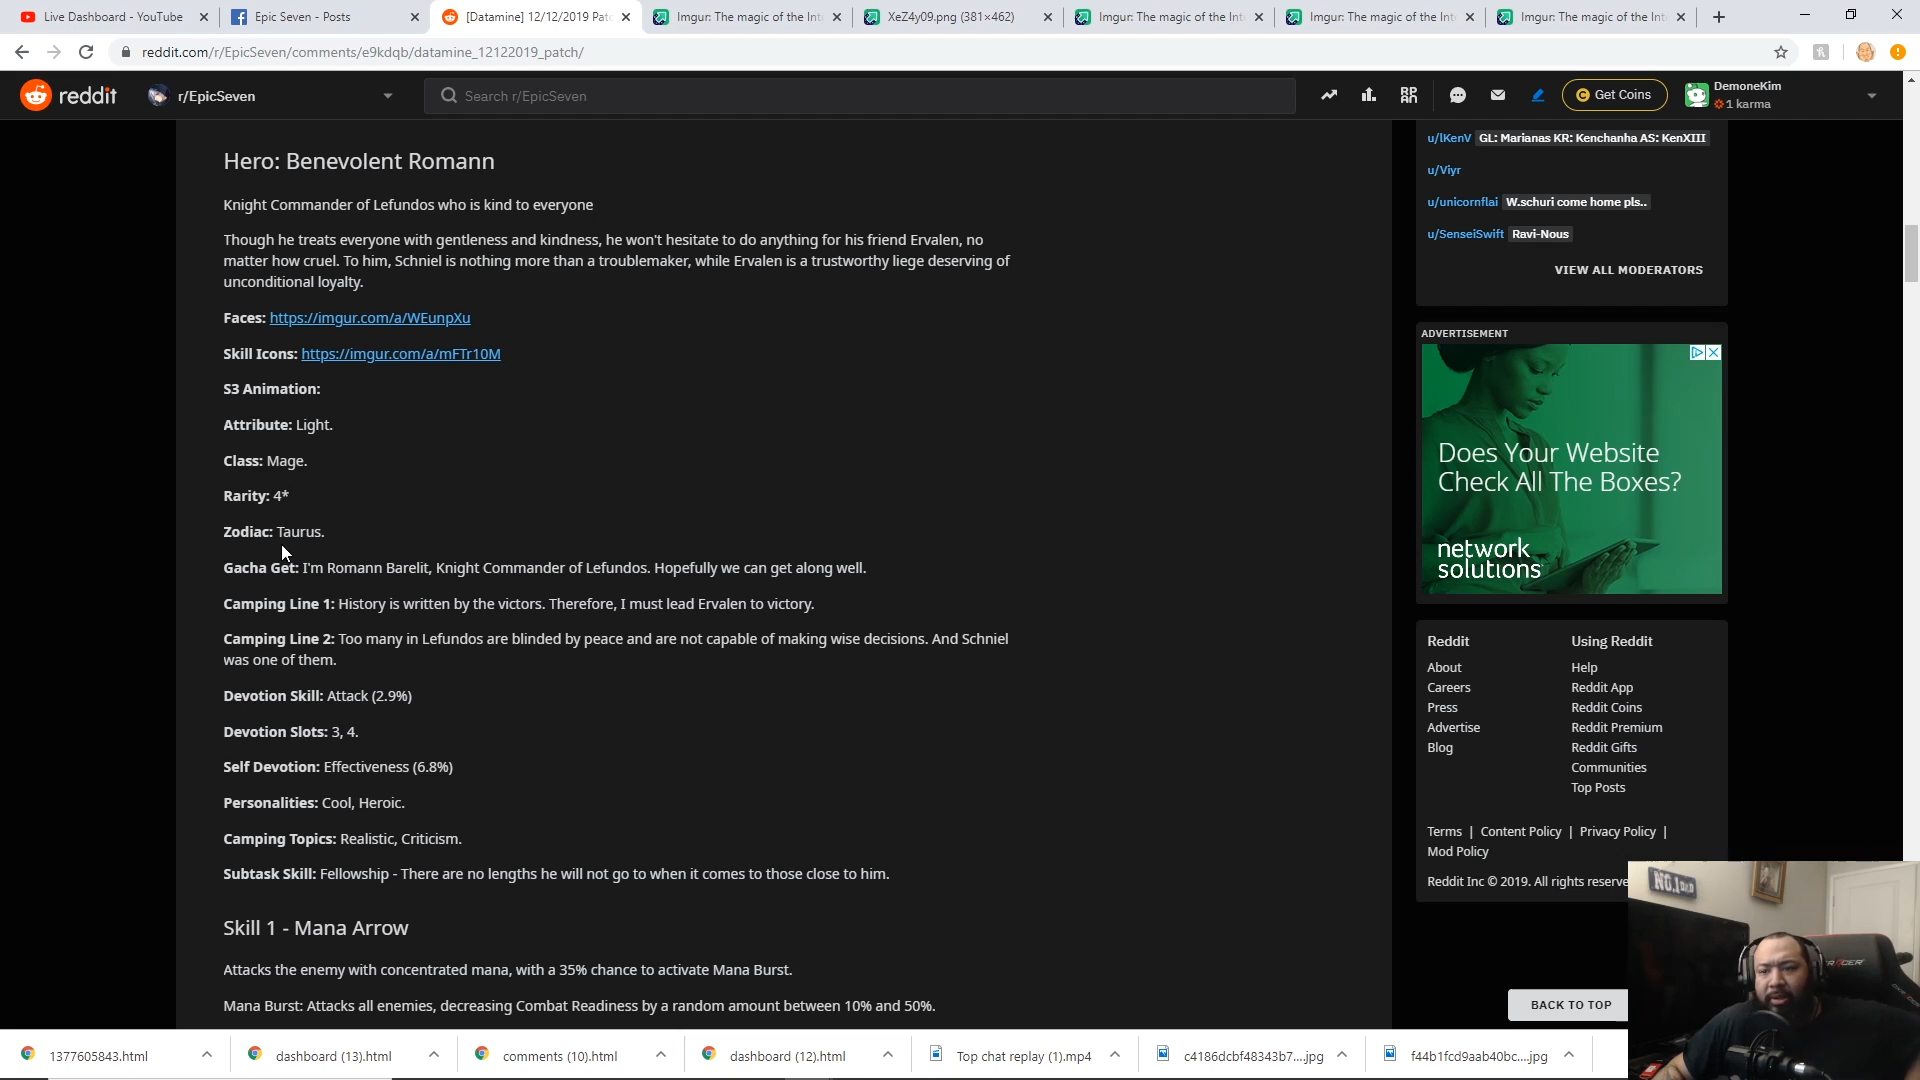 Live Dashboard - YouTube
Epic Seven - Posts
[Datamine] 12/12/2019 Patc
Imgur: The magic of the Int
XeZ4y09.png (381×462)
Imgur: The magic of the Int
Imgur: The magic of the Int
Imgur: The magic of the Int
reddit.com/r/EpicSeven/comments/e9kdqb/datamine_12122019_patch/
reddit
r/EpicSeven
Search r/EpicSeven
Get Coins
DemoneKim
1 karma
Hero: Benevolent Romann
Knight Commander of Lefundos who is kind to everyone
Though he treats everyone with gentleness and kindness, he won't hesitate to do anything for his friend Ervalen, no
matter how cruel. To him, Schniel is nothing more than a troublemaker, while Ervalen is a trustworthy liege deserving of
unconditional loyalty.
Faces: https://imgur.com/a/WEunpXu
Skill Icons: https://imgur.com/a/mFTr10M
S3 Animation:
Attribute: Light.
Class: Mage.
Rarity: 4*
Zodiac: Taurus.
Gacha Get: I'm Romann Barelit, Knight Commander of Lefundos. Hopefully we can get along well.
Camping Line 1: History is written by the victors. Therefore, I must lead Ervalen to victory.
Camping Line 2: Too many in Lefundos are blinded by peace and are not capable of making wise decisions. And Schniel
was one of them.
Devotion Skill: Attack (2.9%)
Devotion Slots: 3, 4.
Self Devotion: Effectiveness (6.8%)
Personalities: Cool, Heroic.
Camping Topics: Realistic, Criticism.
Subtask Skill: Fellowship - There are no lengths he will not go to when it comes to those close to him.
Skill 1 - Mana Arrow
Attacks the enemy with concentrated mana, with a 35% chance to activate Mana Burst.
Mana Burst: Attacks all enemies, decreasing Combat Readiness by a random amount between 10% and 50%.
u/lKenV GL: Marianas KR: Kenchanha AS: KenXIII
u/Viyr
u/unicornflai W.schuri come home pls..
u/SenseiSwift Ravi-Nous
VIEW ALL MODERATORS
ADVERTISEMENT
Does Your Website
Check All The Boxes?
network
solutions
Reddit
Using Reddit
About
Help
Careers
Reddit App
Press
Reddit Coins
Advertise
Reddit Premium
Blog
Reddit Gifts
Communities
Top Posts
Terms | Content Policy | Privacy Policy |
Mod Policy
Reddit Inc © 2019. All rights reserve
BACK TO TOP
NO.1 DAD
1377605843.html
dashboard (13).html
comments (10).html
dashboard (12).html
Top chat replay (1).mp4
c4186dcbf48343b7....jpg
f44b1fcd9aab40bc....jpg